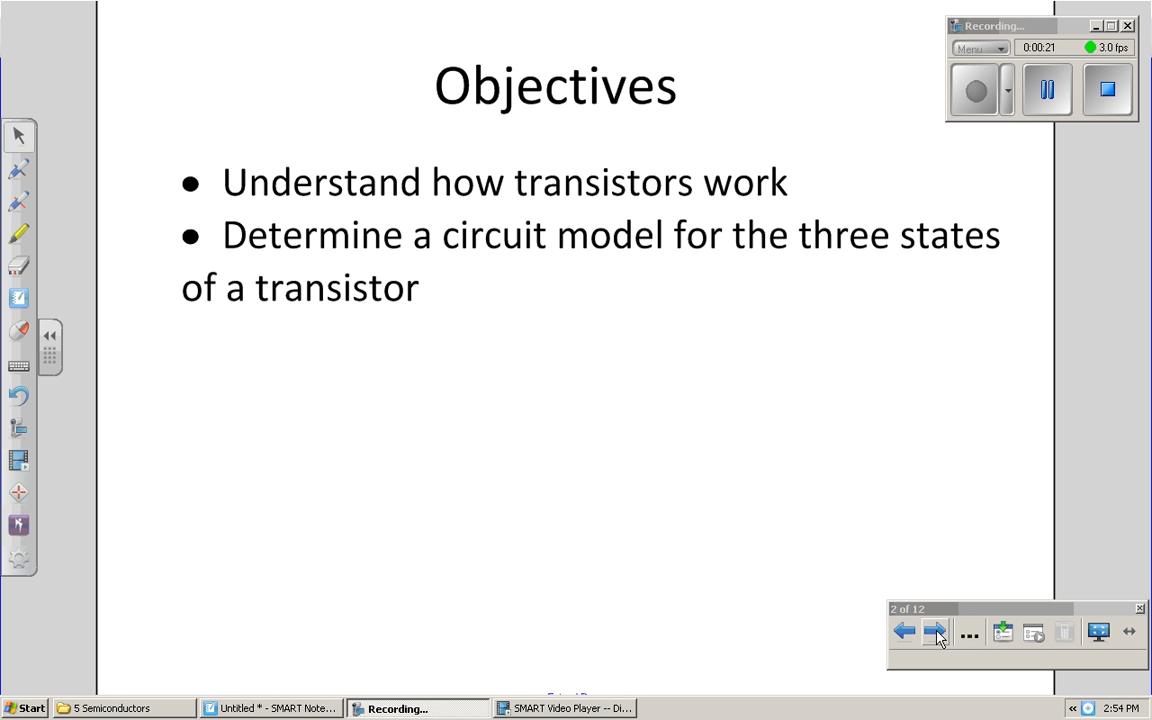 Objectives
● Understand how transistors work
● Determine a circuit model for the three states
of a transistor
Recording...
Menu
0:00:21
3.0 fps
2 of 12
Start
5 Semiconductors
Untitled * - SMART Note...
Recording...
SMART Video Player -- Di...
2:54 PM